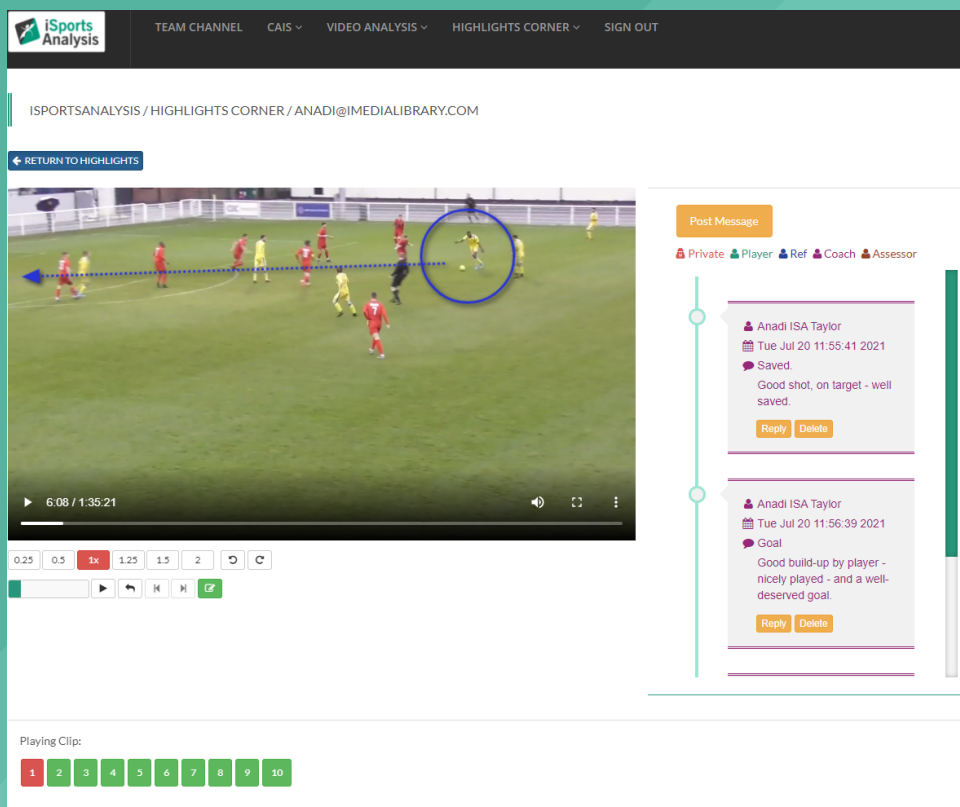 iSports
Analysis
TEAM CHANNEL CAIS VIDEO ANALYSIS HIGHLIGHTS CORNER SIGN OUT
ISPORTSANALYSIS / HIGHLIGHTS CORNER / ANADI@IMEDIALIBRARY.COM
RETURN TO HIGHLIGHTS
7
6:08 / 1:35:21
0.25 0.5 1x 1.25 1.5 2
Post Message
Private Player Ref Coach Assessor
Anadi ISA Taylor
Tue Jul 20 11:55:41 2021
Saved.
Good shot, on target - well
saved.
Reply Delete
Anadi ISA Taylor
Tue Jul 20 11:56:39 2021
Goal
Good build-up by player -
nicely played - and a well-
deserved goal.
Reply Delete
Playing Clip:
1 2 3 4 5 6 7 8 9 10